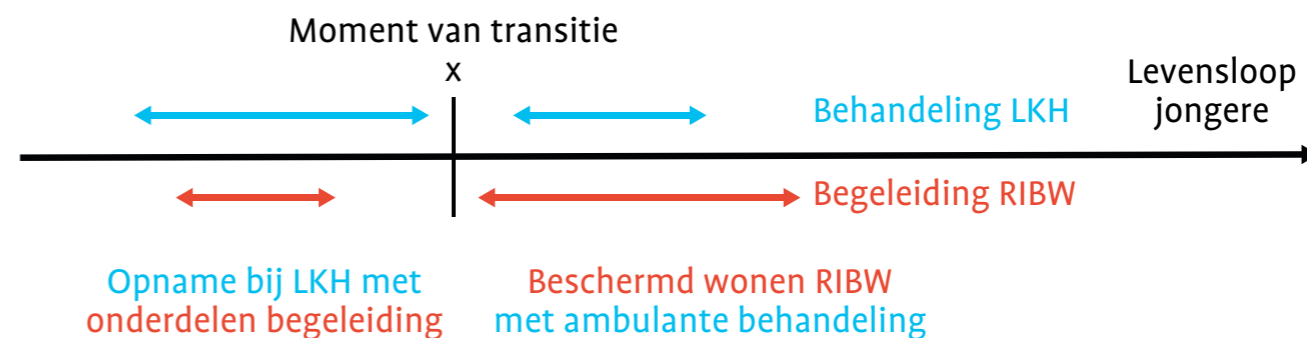 Moment van transitie
x
Levensloop
jongere
Behandeling LKH
Begeleiding RIBW
Opname bij LKH met
onderdelen begeleiding
Beschermd wonen RIBW
met ambulante behandeling